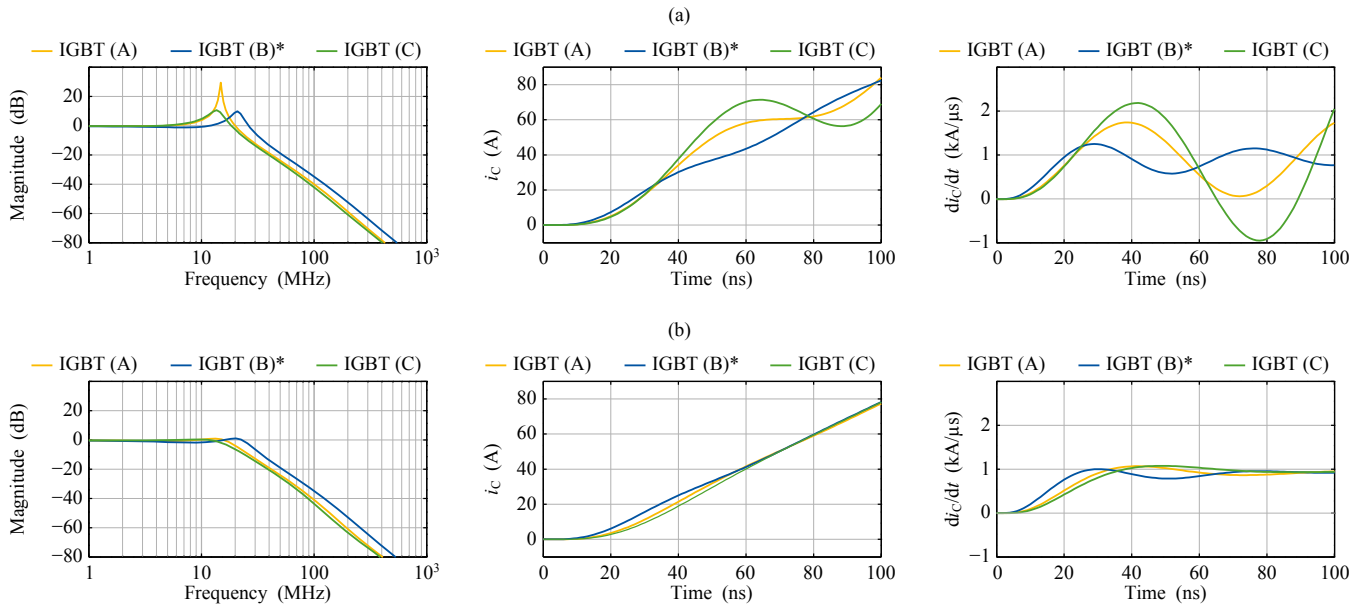 (a)
IGBT (A) IGBT (B)* IGBT (C)
Magnitude (dB)
20
0
−20
−40
−60
−80
1 10 100 10³
Frequency (MHz)
IGBT (A) IGBT (B)* IGBT (C)
iC (A)
80
60
40
20
0
0 20 40 60 80 100
Time (ns)
IGBT (A) IGBT (B)* IGBT (C)
diC/dt (kA/μs)
2
1
0
−1
0 20 40 60 80 100
Time (ns)
(b)
IGBT (A) IGBT (B)* IGBT (C)
Magnitude (dB)
20
0
−20
−40
−60
−80
1 10 100 10³
Frequency (MHz)
IGBT (A) IGBT (B)* IGBT (C)
iC (A)
80
60
40
20
0
0 20 40 60 80 100
Time (ns)
IGBT (A) IGBT (B)* IGBT (C)
diC/dt (kA/μs)
2
1
0
−1
0 20 40 60 80 100
Time (ns)